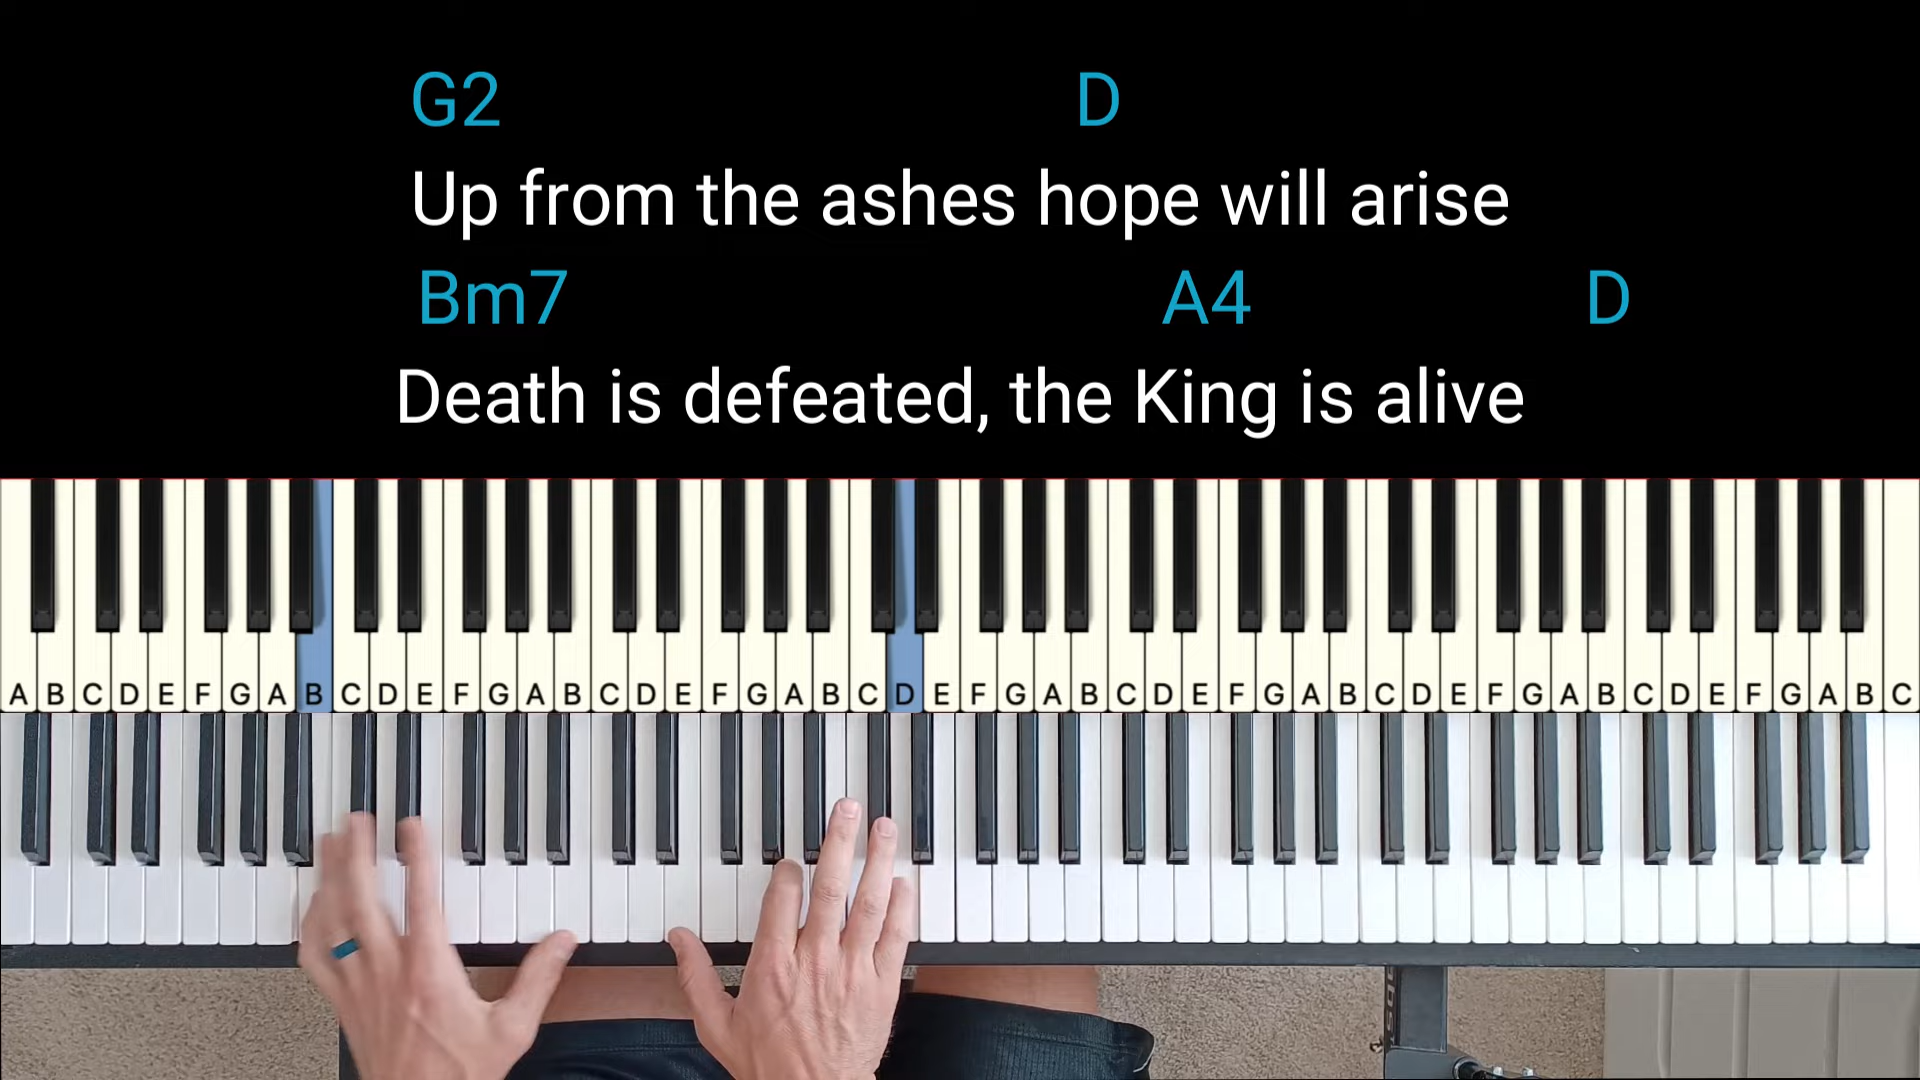 G2 D
Up from the ashes hope will arise
Bm7 A4 D
Death is defeated, the King is alive
A B C D E F G A B C D E F G A B C D E F G A B C D E F G A B C D E F G A B C D E F G A B C D E F G A B C